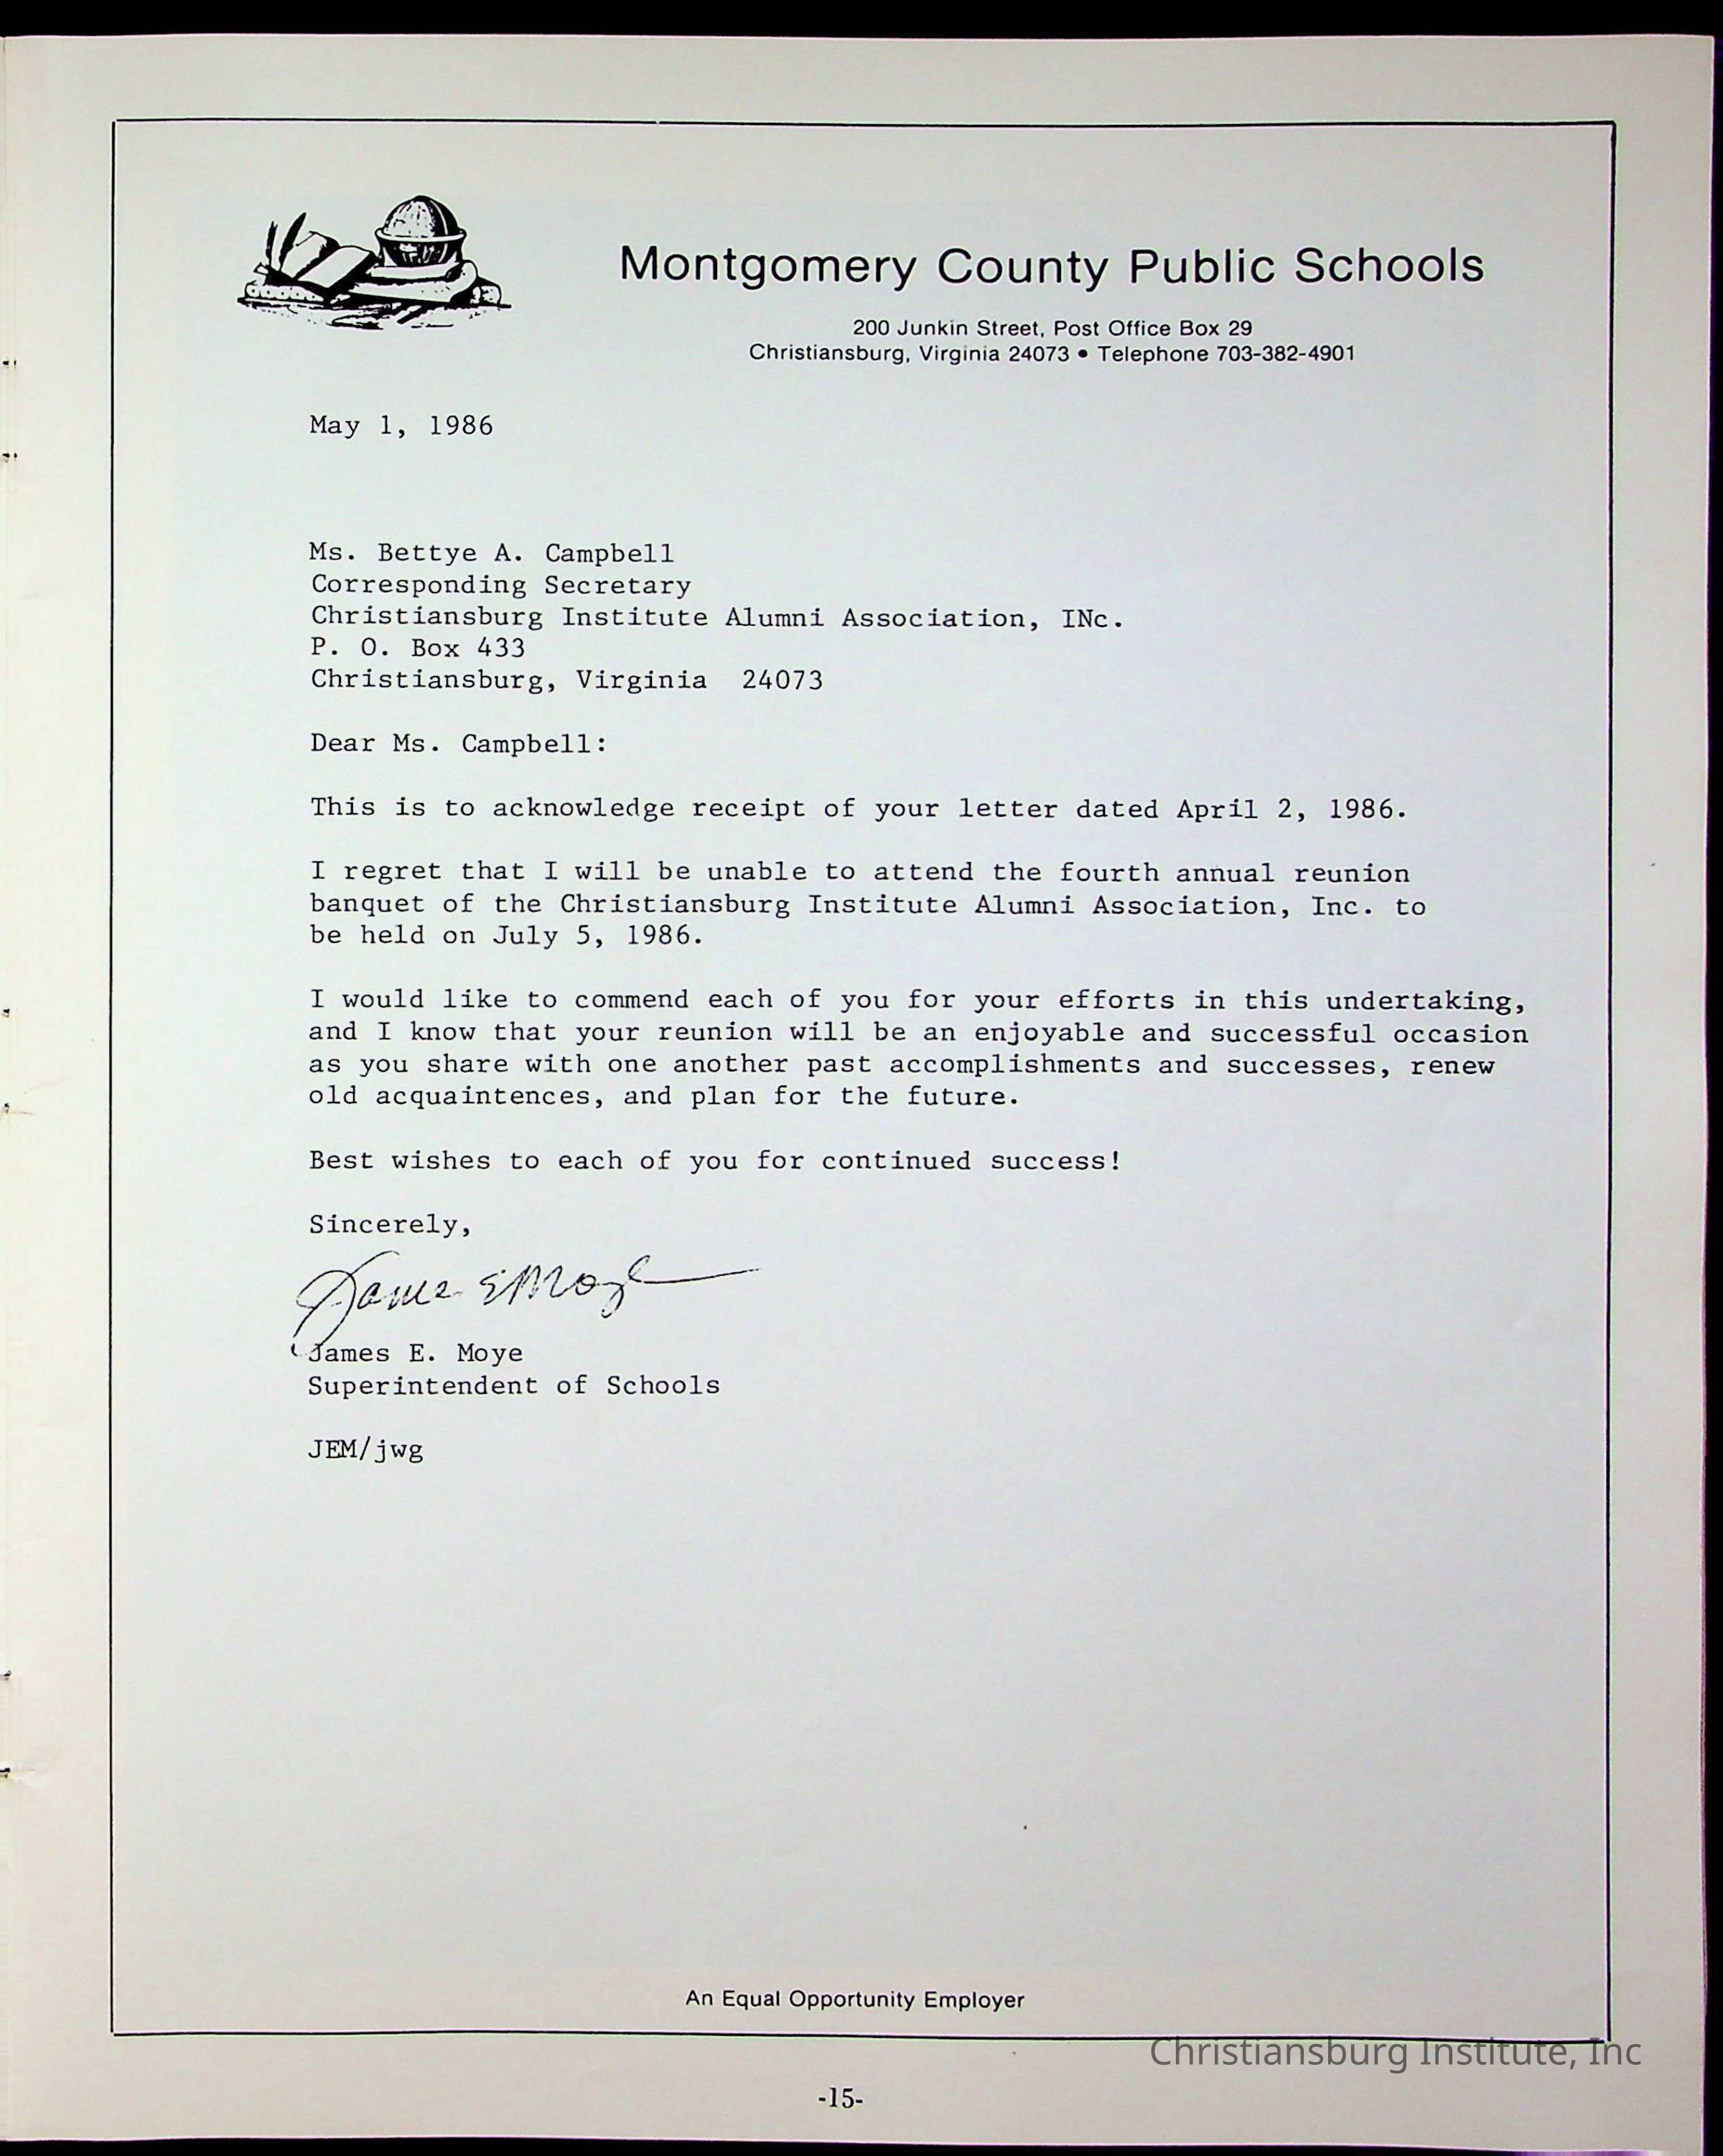 Montgomery County Public Schools
200 Junkin Street, Post Office Box 29
Christiansburg, Virginia 24073 • Telephone 703-382-4901
May 1, 1986
Ms. Bettye A. Campbell
Corresponding Secretary
Christiansburg Institute Alumni Association, INc.
P. O. Box 433
Christiansburg, Virginia  24073
Dear Ms. Campbell:
This is to acknowledge receipt of your letter dated April 2, 1986.
I regret that I will be unable to attend the fourth annual reunion
banquet of the Christiansburg Institute Alumni Association, Inc. to
be held on July 5, 1986.
I would like to commend each of you for your efforts in this undertaking,
and I know that your reunion will be an enjoyable and successful occasion
as you share with one another past accomplishments and successes, renew
old acquaintences, and plan for the future.
Best wishes to each of you for continued success!
Sincerely,
James E Moye
James E. Moye
Superintendent of Schools
JEM/jwg
An Equal Opportunity Employer
Christiansburg Institute, Inc
-15-